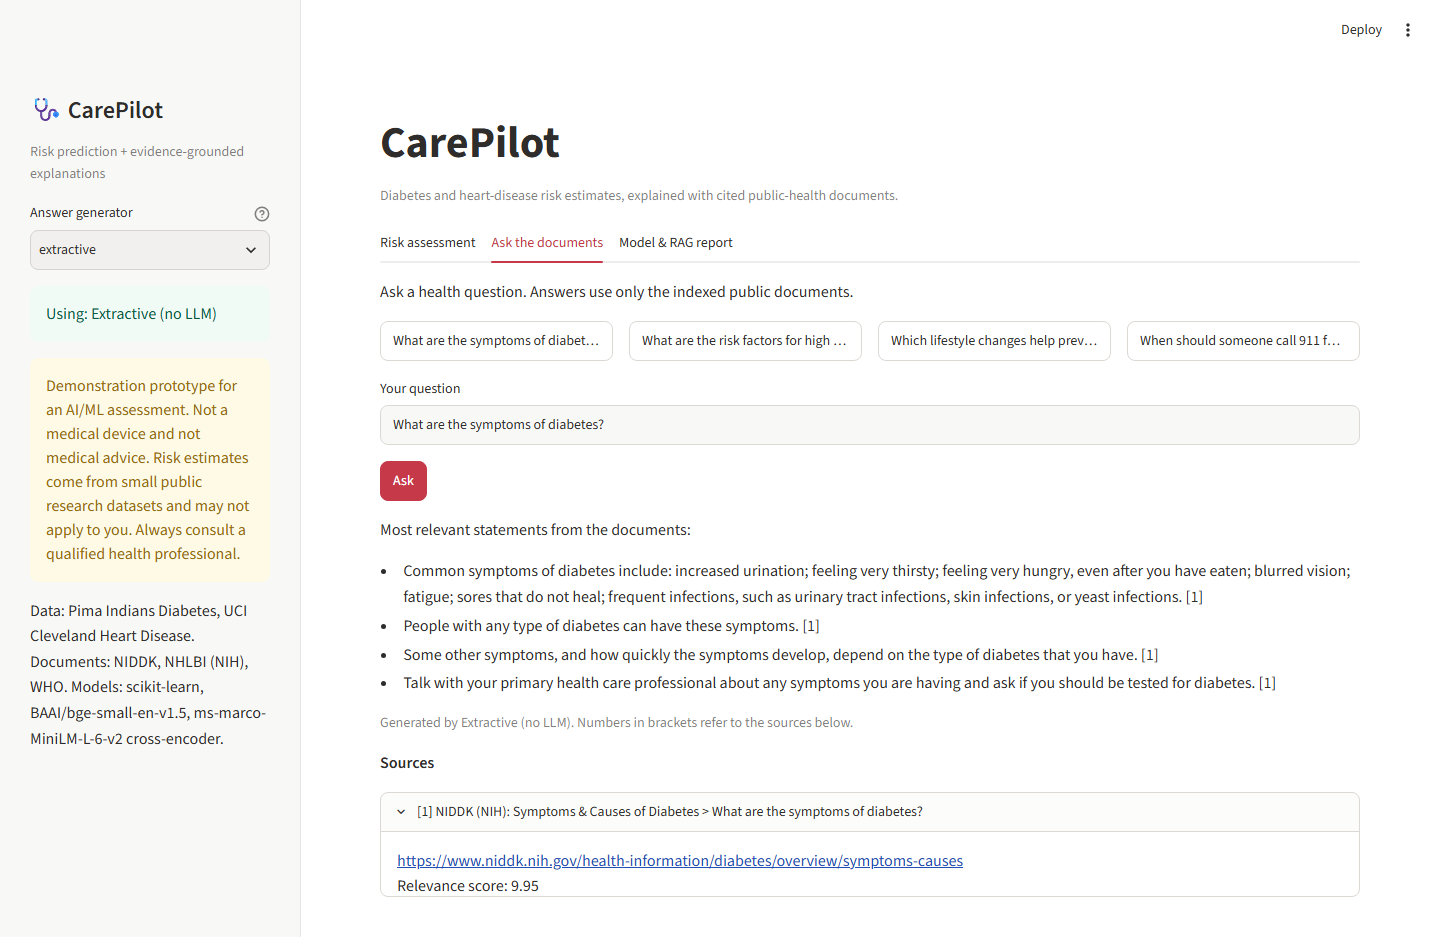 Deploy
CarePilot
Risk prediction + evidence-grounded
explanations
Answer generator
extractive
Using: Extractive (no LLM)
Demonstration prototype for
an AI/ML assessment. Not a
medical device and not
medical advice. Risk estimates
come from small public
research datasets and may not
apply to you. Always consult a
qualified health professional.
Data: Pima Indians Diabetes, UCI
Cleveland Heart Disease.
Documents: NIDDK, NHLBI (NIH),
WHO. Models: scikit-learn,
BAAI/bge-small-en-v1.5, ms-marco-
MiniLM-L-6-v2 cross-encoder.
CarePilot
Diabetes and heart-disease risk estimates, explained with cited public-health documents.
Risk assessment Ask the documents Model & RAG report
Ask a health question. Answers use only the indexed public documents.
What are the symptoms of diabet... What are the risk factors for high ... Which lifestyle changes help prev... When should someone call 911 f...
Your question
What are the symptoms of diabetes?
Ask
Most relevant statements from the documents:
• Common symptoms of diabetes include: increased urination; feeling very thirsty; feeling very hungry, even after you have eaten; blurred vision;
fatigue; sores that do not heal; frequent infections, such as urinary tract infections, skin infections, or yeast infections. [1]
• People with any type of diabetes can have these symptoms. [1]
• Some other symptoms, and how quickly the symptoms develop, depend on the type of diabetes that you have. [1]
• Talk with your primary health care professional about any symptoms you are having and ask if you should be tested for diabetes. [1]
Generated by Extractive (no LLM). Numbers in brackets refer to the sources below.
Sources
[1] NIDDK (NIH): Symptoms & Causes of Diabetes > What are the symptoms of diabetes?
https://www.niddk.nih.gov/health-information/diabetes/overview/symptoms-causes
Relevance score: 9.95